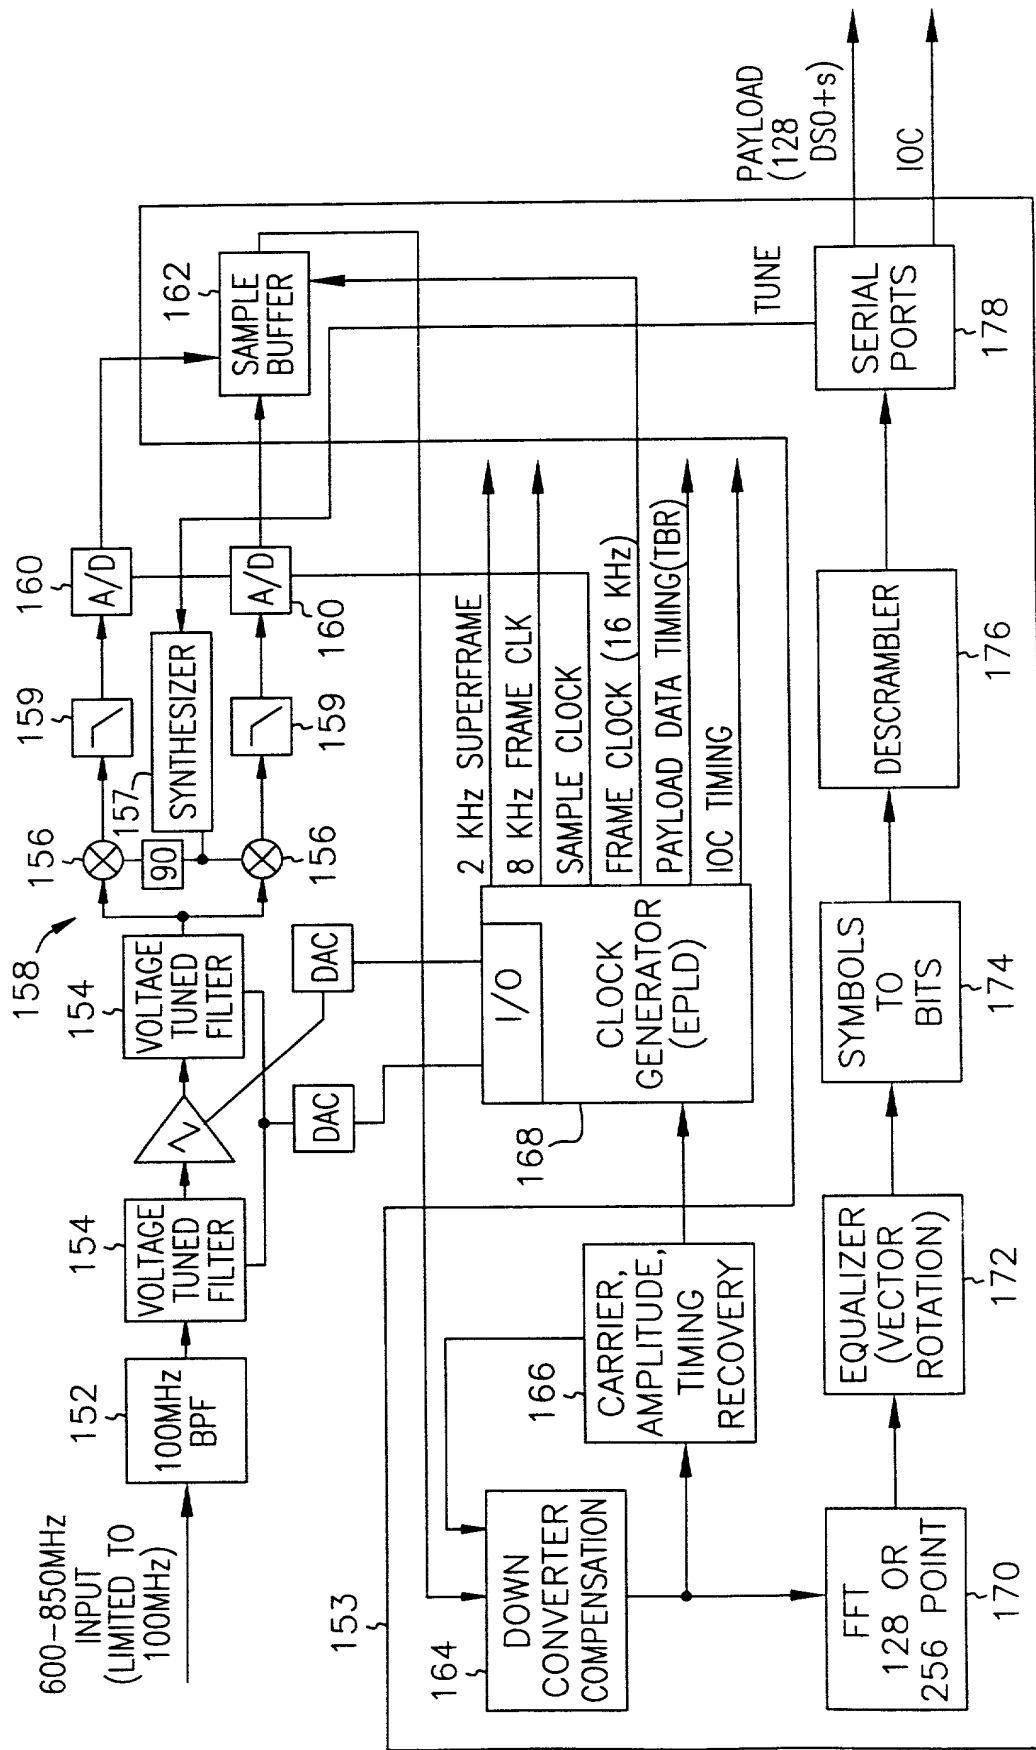 600-850MHz
INPUT
(LIMITED TO
100MHz)
152
100MHz
BPF
154
VOLTAGE
TUNED
FILTER
154
VOLTAGE
TUNED
FILTER
158
156
90
156
157
SYNTHESIZER
159
159
160
A/D
A/D
160
162
SAMPLE
BUFFER
DAC
DAC
I/O
CLOCK
GENERATOR
(EPLD)
168
2 KHz SUPERFRAME
8 KHz FRAME CLK
SAMPLE CLOCK
FRAME CLOCK (16 KHz)
PAYLOAD DATA TIMING(TBR)
IOC TIMING
TUNE
153
164
DOWN
CONVERTER
COMPENSATION
166
CARRIER,
AMPLITUDE,
TIMING
RECOVERY
FFT
128 OR
256 POINT
170
EQUALIZER
(VECTOR
ROTATION)
172
SYMBOLS
TO
BITS
174
DESCRAMBLER
176
SERIAL
PORTS
178
PAYLOAD
(128
DS0+s)
IOC